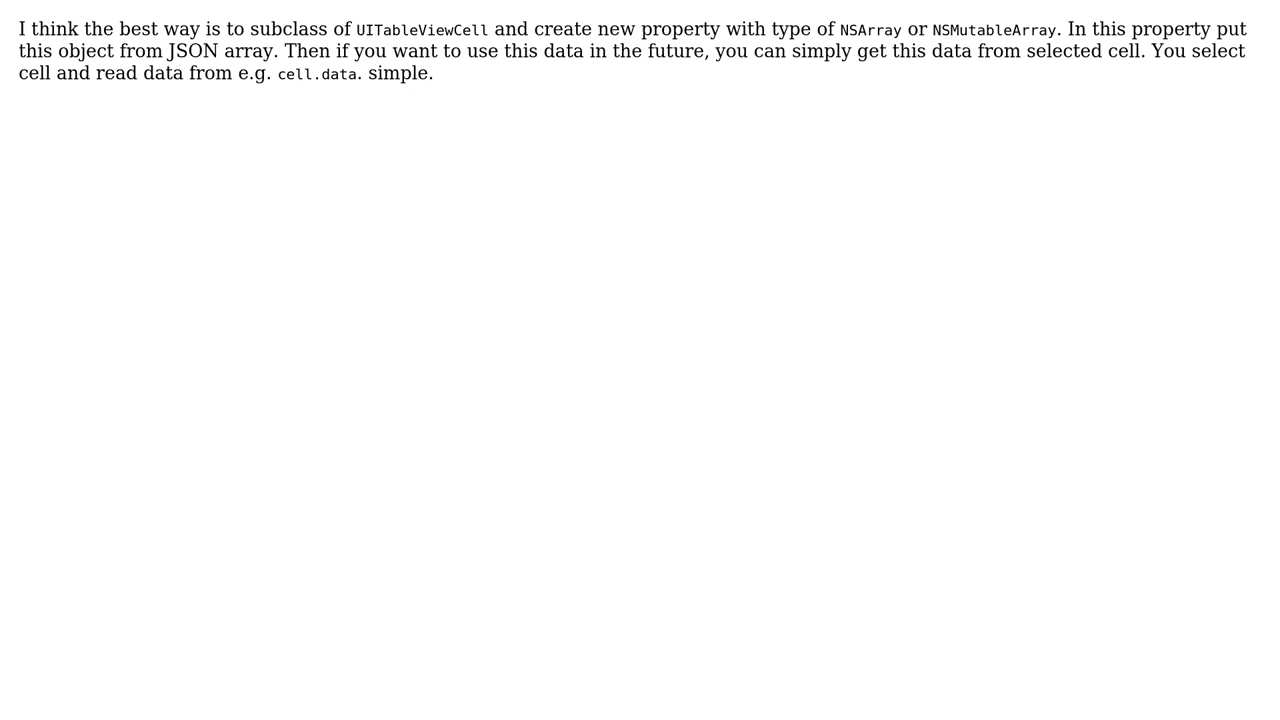 I think the best way is to subclass of UITableViewCell and create new property with type of NSArray or NSMutableArray. In this property put
this object from JSON array. Then if you want to use this data in the future, you can simply get this data from selected cell. You select
cell and read data from e.g. cell.data. simple.